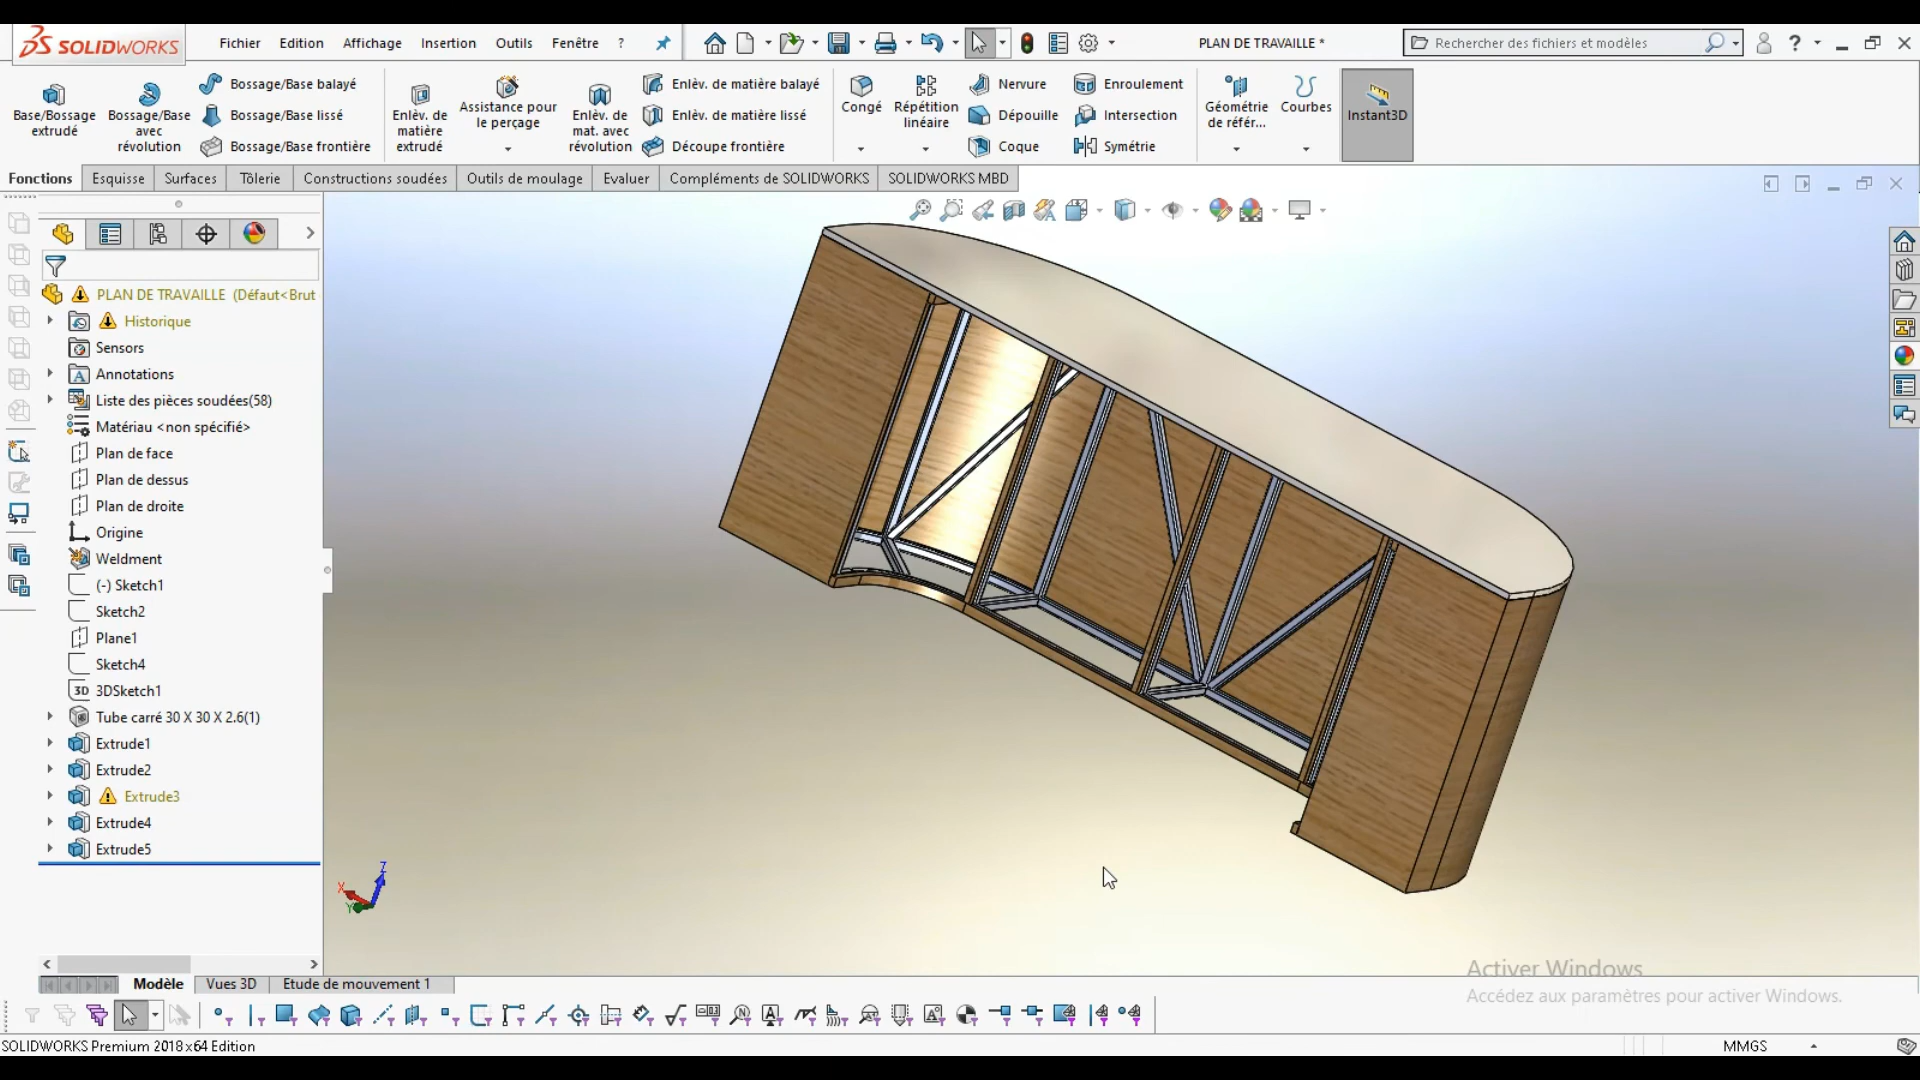 SOLIDWORKS
Fichier Edition Affichage Insertion Outils Fenêtre ?
PLAN DE TRAVAILLE *
Rechercher des fichiers et modèles
?
Base/Bossage extrudé
Bossage/Base avec révolution
Bossage/Base balayé
Bossage/Base lissé
Bossage/Base frontière
Enlèv. de matière extrudé
Assistance pour le perçage
Enlèv. de mat. avec révolution
Enlèv. de matière balayé
Enlèv. de matière lissé
Découpe frontière
Congé
Répétition linéaire
Nervure
Dépouille
Coque
Enroulement
Intersection
Symétrie
Géométrie de référ...
Courbes
Instant3D
Fonctions Esquisse Surfaces Tôlerie Constructions soudées Outils de moulage Evaluer Compléments de SOLIDWORKS SOLIDWORKS MBD
PLAN DE TRAVAILLE (Défaut<Brut
Historique
Sensors
Annotations
Liste des pièces soudées(58)
Matériau <non spécifié>
Plan de face
Plan de dessus
Plan de droite
Origine
Weldment
(-) Sketch1
Sketch2
Plane1
Sketch4
3D 3DSketch1
Tube carré 30 X 30 X 2.6(1)
Extrude1
Extrude2
Extrude3
Extrude4
Extrude5
Z
X
Y
Activer Windows
Accédez aux paramètres pour activer Windows.
Modèle Vues 3D Etude de mouvement 1
SOLIDWORKS Premium 2018 x64 Edition
MMGS